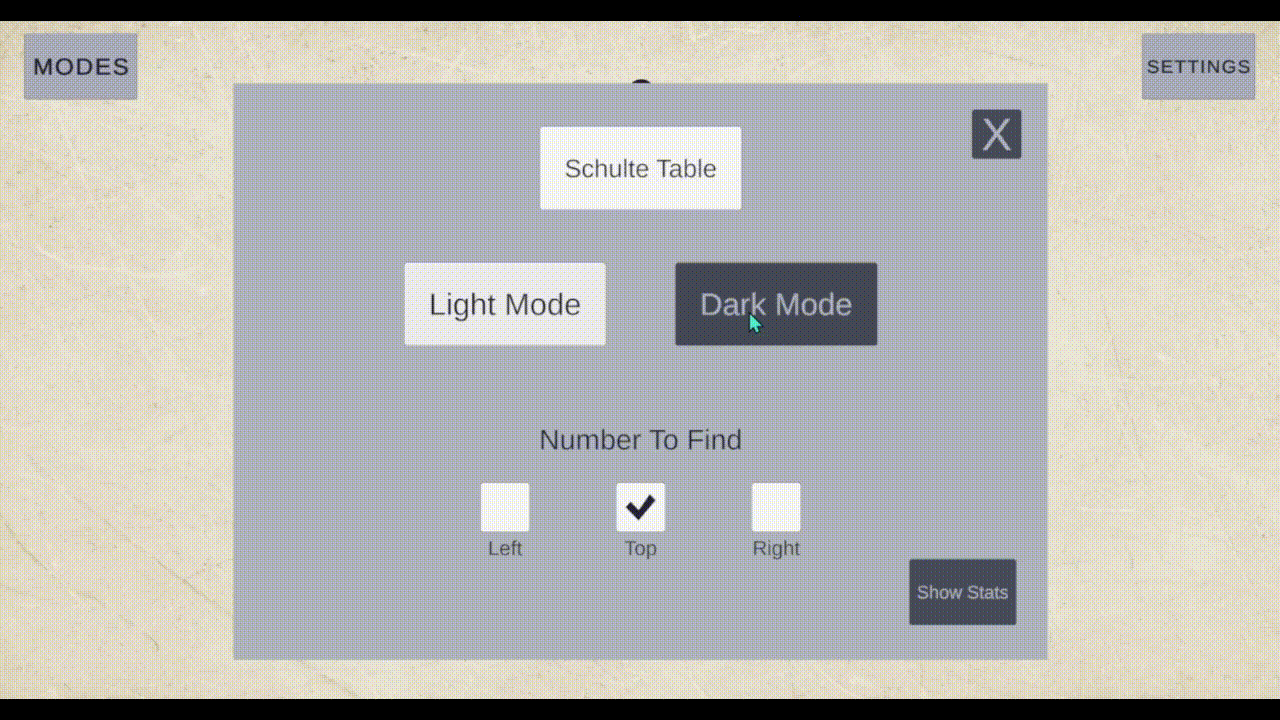 MODES
SETTINGS
X
Schulte Table
Light Mode
Dark Mode
Number To Find
Left
Top
Right
Show Stats